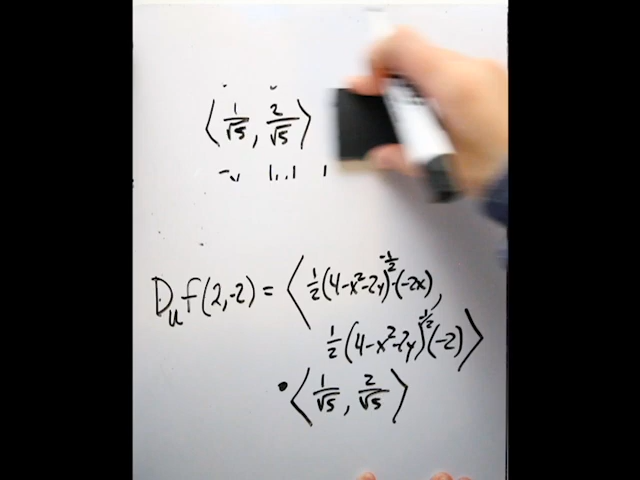 ⟨1/√5, 2/√5⟩
D_u f(2,-2) = ⟨ 1/2(4-x²-2y)^(-1/2)·(-2x),
1/2(4-x²-2y)^(-1/2)(-2)⟩
• ⟨1/√5, 2/√5⟩